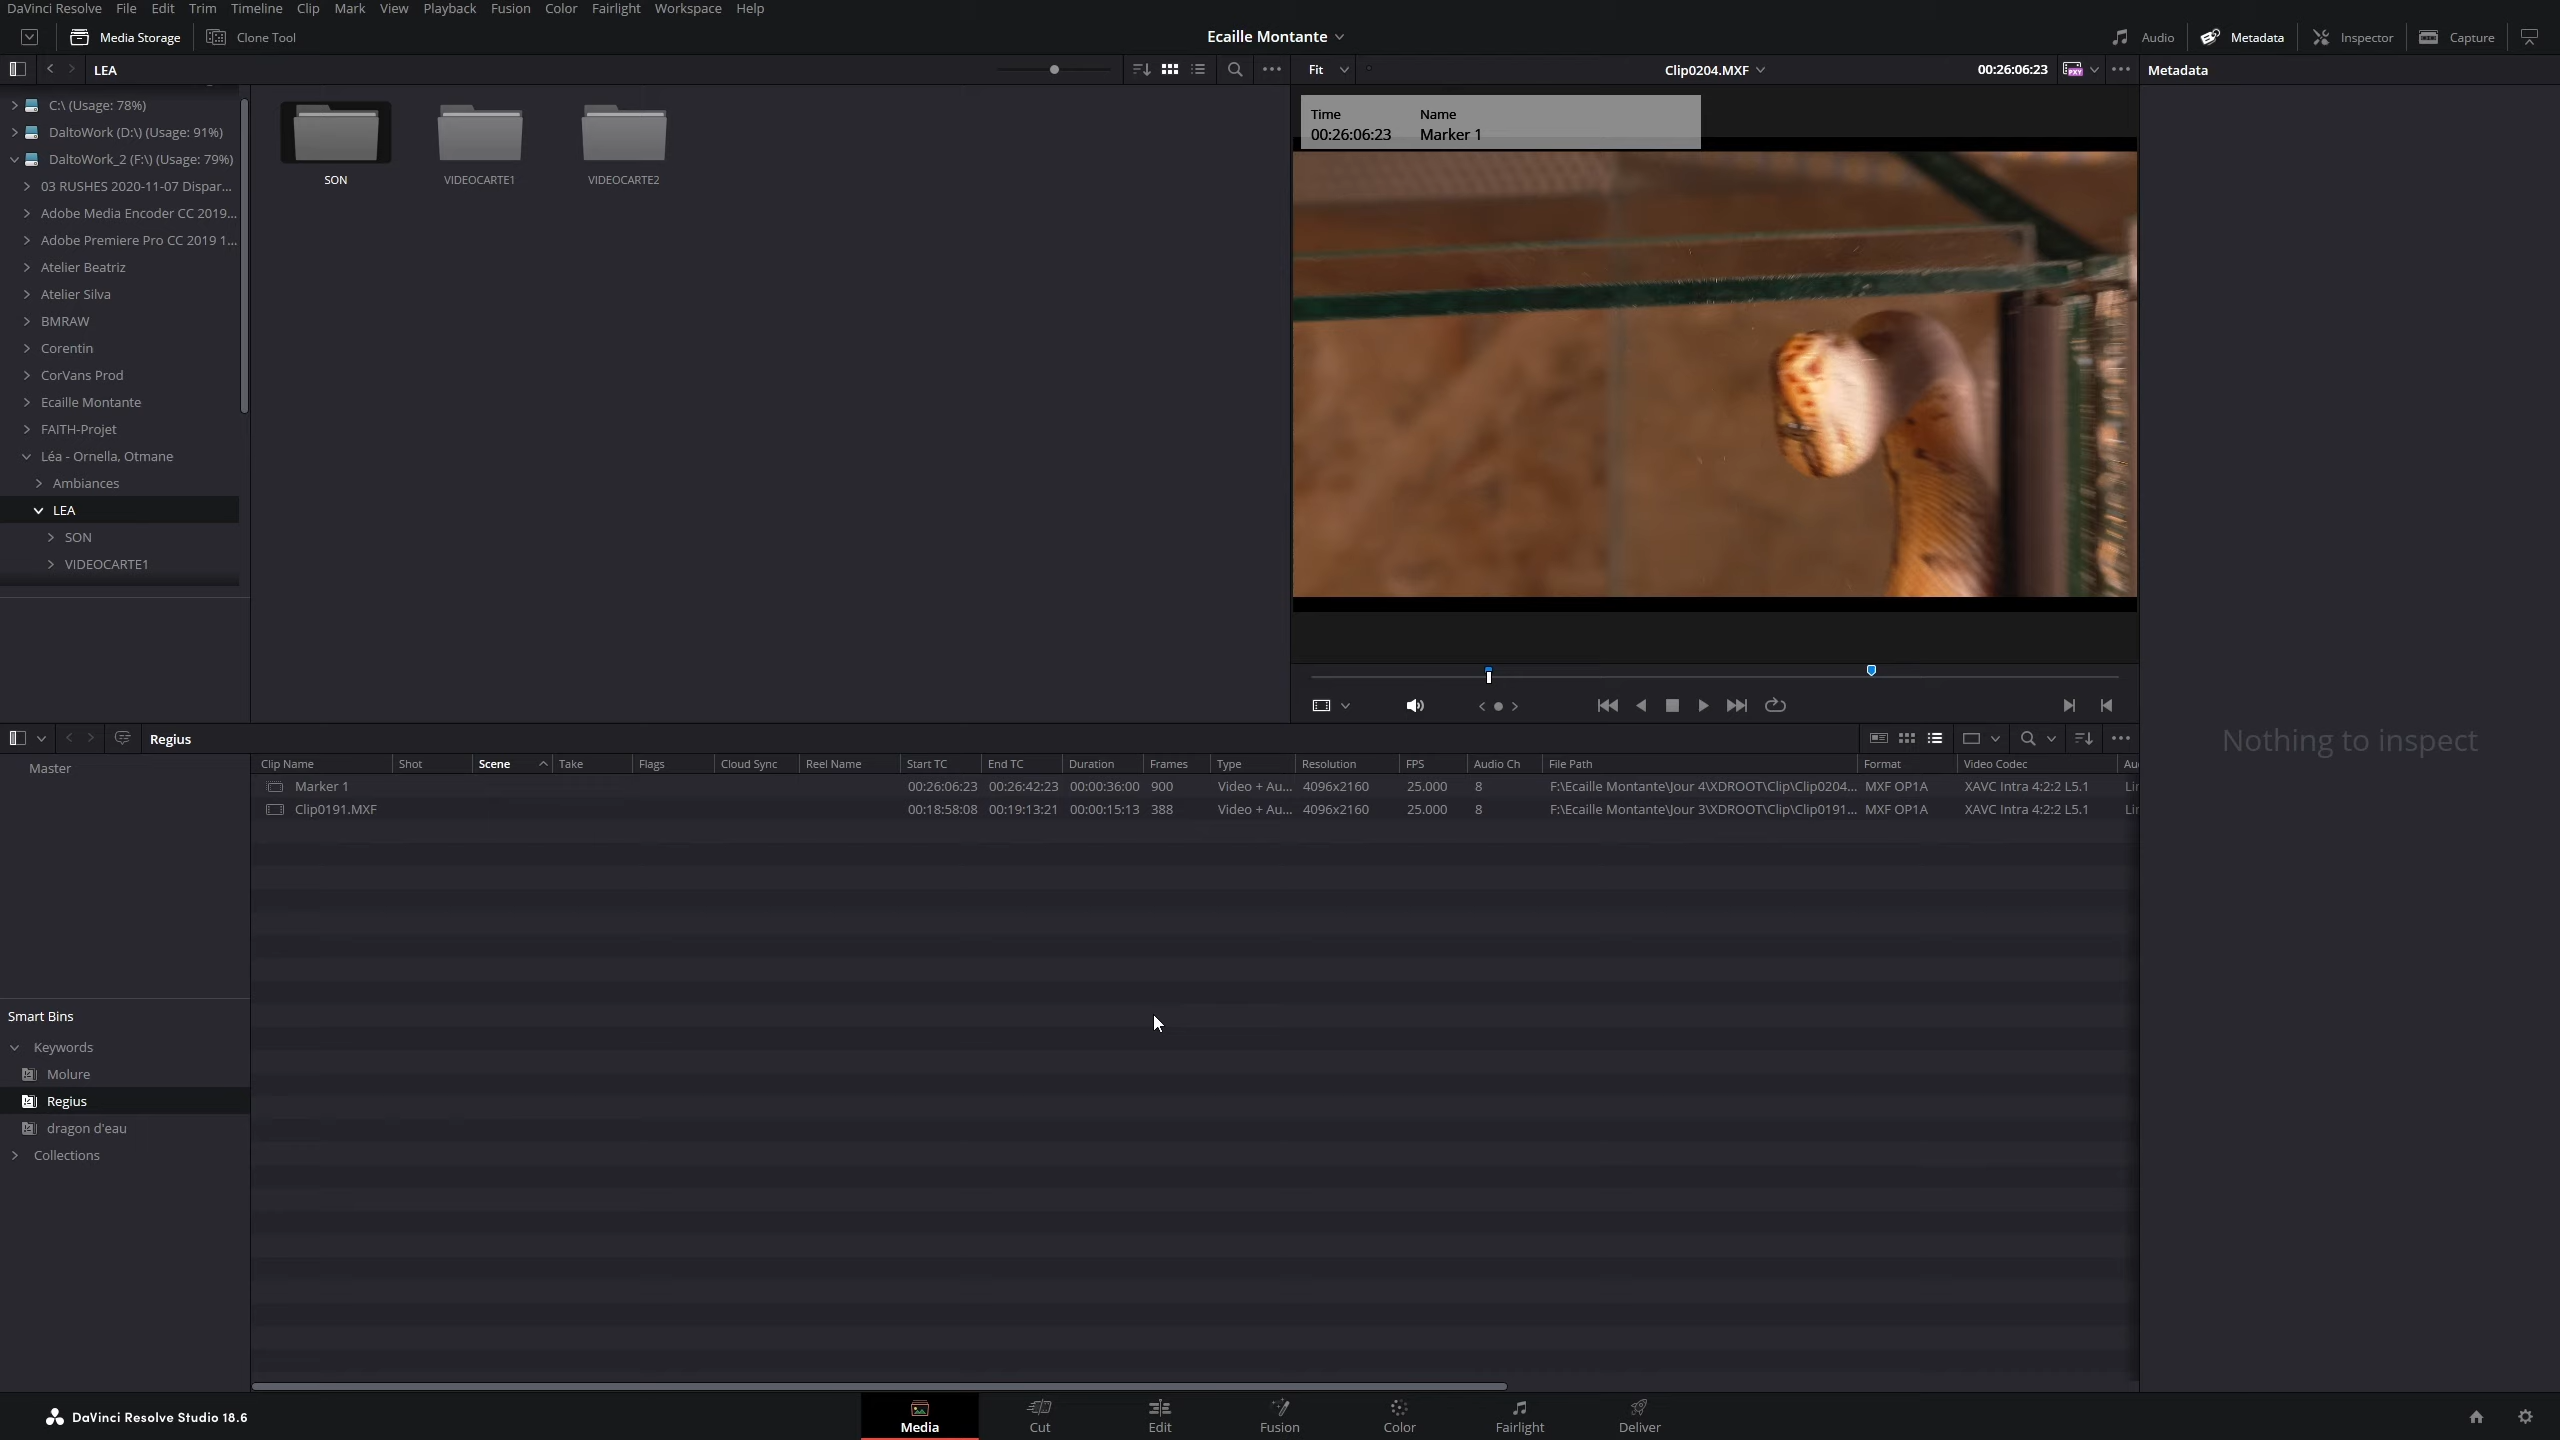 DaVinci Resolve File Edit Trim Timeline Clip Mark View Playback Fusion Color Fairlight Workspace Help
Media Storage Clone Tool Ecaille Montante Audio Metadata Inspector Capture
LEA Fit Clip0204.MXF 00:26:06:23 Metadata
C:\ (Usage: 78%)
DaltoWork (D:\) (Usage: 91%)
DaltoWork_2 (F:\) (Usage: 79%)
03 RUSHES 2020-11-07 Dispar...
Adobe Media Encoder CC 2019...
Adobe Premiere Pro CC 2019 1...
Atelier Beatriz
Atelier Silva
BMRAW
Corentin
CorVans Prod
Ecaille Montante
FAITH-Projet
Léa - Ornella, Otmane
Ambiances
LEA
SON
VIDEOCARTE1
SON VIDEOCARTE1 VIDEOCARTE2
Time Name
00:26:06:23 Marker 1
Regius
Master
Clip Name Shot Scene Take Flags Cloud Sync Reel Name Start TC End TC Duration Frames Type Resolution FPS Audio Ch File Path Format Video Codec
Marker 1 00:26:06:23 00:26:42:23 00:00:36:00 900 Video + Au... 4096x2160 25.000 8 F:\Ecaille Montante\Jour 4\XDROOT\Clip\Clip0204... MXF OP1A XAVC Intra 4:2:2 L5.1
Clip0191.MXF 00:18:58:08 00:19:13:21 00:00:15:13 388 Video + Au... 4096x2160 25.000 8 F:\Ecaille Montante\Jour 3\XDROOT\Clip\Clip0191... MXF OP1A XAVC Intra 4:2:2 L5.1
Nothing to inspect
Smart Bins
Keywords
Molure
Regius
dragon d'eau
Collections
DaVinci Resolve Studio 18.6
Media Cut Edit Fusion Color Fairlight Deliver